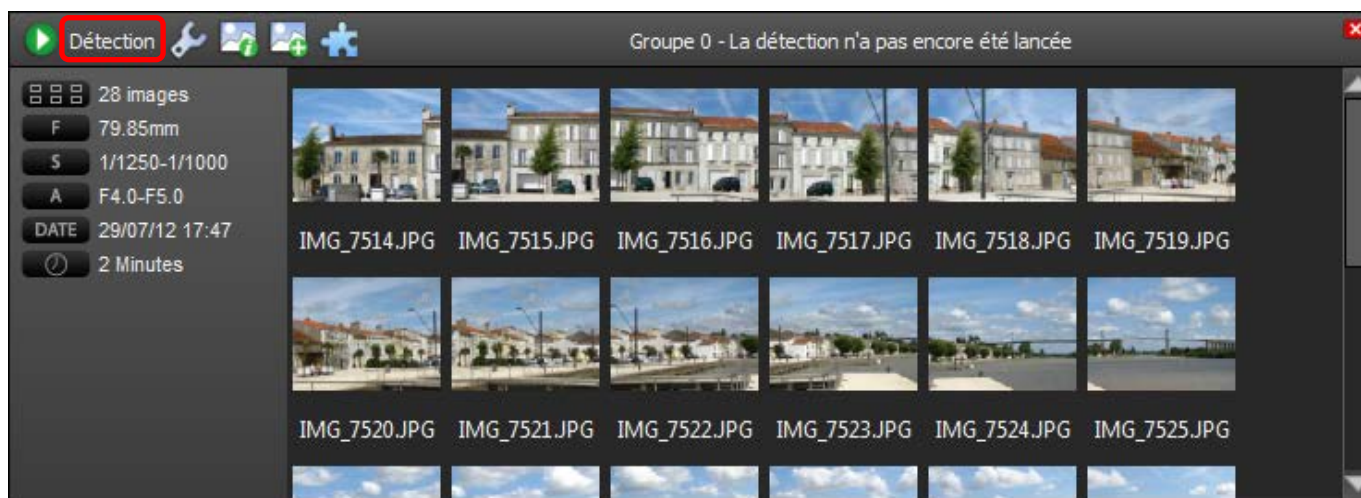 Détection
Groupe 0 - La détection n'a pas encore été lancée
28 images
F 79.85mm
S 1/1250-1/1000
A F4.0-F5.0
DATE 29/07/12 17:47
2 Minutes
IMG_7514.JPG IMG_7515.JPG IMG_7516.JPG IMG_7517.JPG IMG_7518.JPG IMG_7519.JPG
IMG_7520.JPG IMG_7521.JPG IMG_7522.JPG IMG_7523.JPG IMG_7524.JPG IMG_7525.JPG